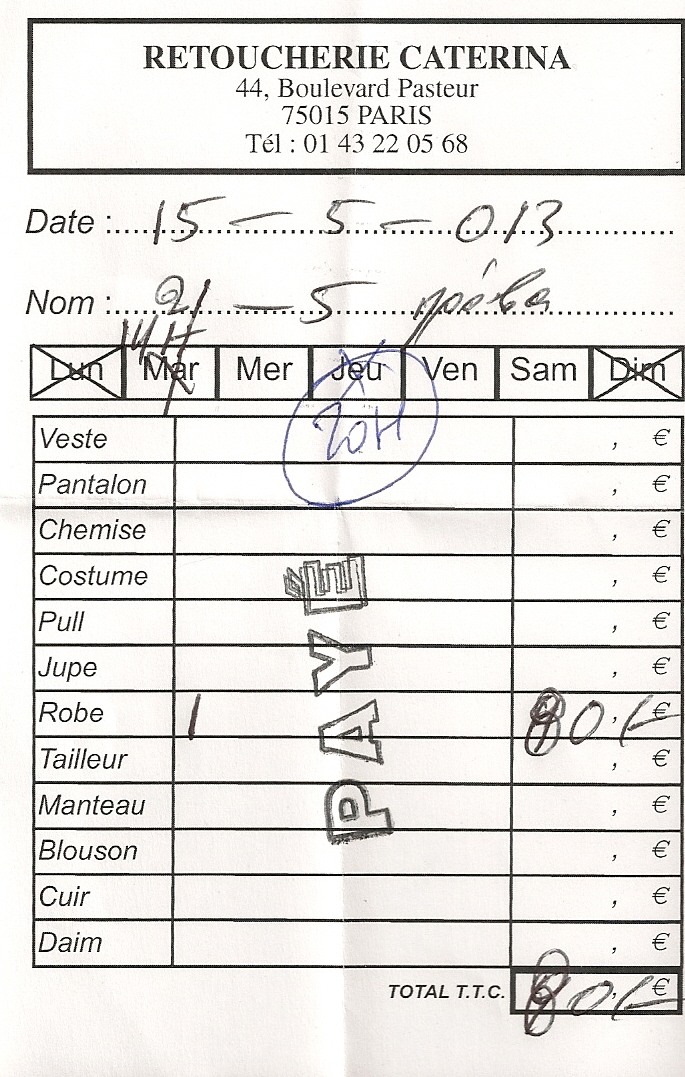 RETOUCHERIE CATERINA
44, Boulevard Pasteur
75015 PARIS
Tél : 01 43 22 05 68
Date : 15 - 5 - 013
Nom : 21 - 5
14H
Lun Mar Mer Jeu Ven Sam Dim
20H
Veste , €
Pantalon , €
Chemise , €
Costume , €
Pull , €
Jupe , €
Robe 1 80 , €
Tailleur , €
Manteau , €
Blouson , €
Cuir , €
Daim , €
PAYÉ
TOTAL T.T.C. 80 , €